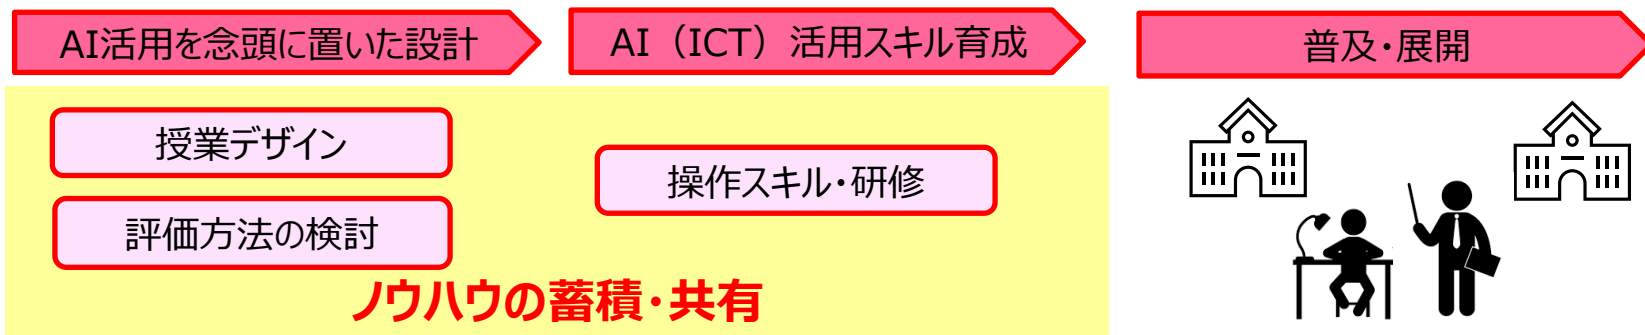 AI活用を念頭に置いた設計
AI（ICT）活用スキル育成
普及・展開
授業デザイン
評価方法の検討
操作スキル・研修
ノウハウの蓄積・共有